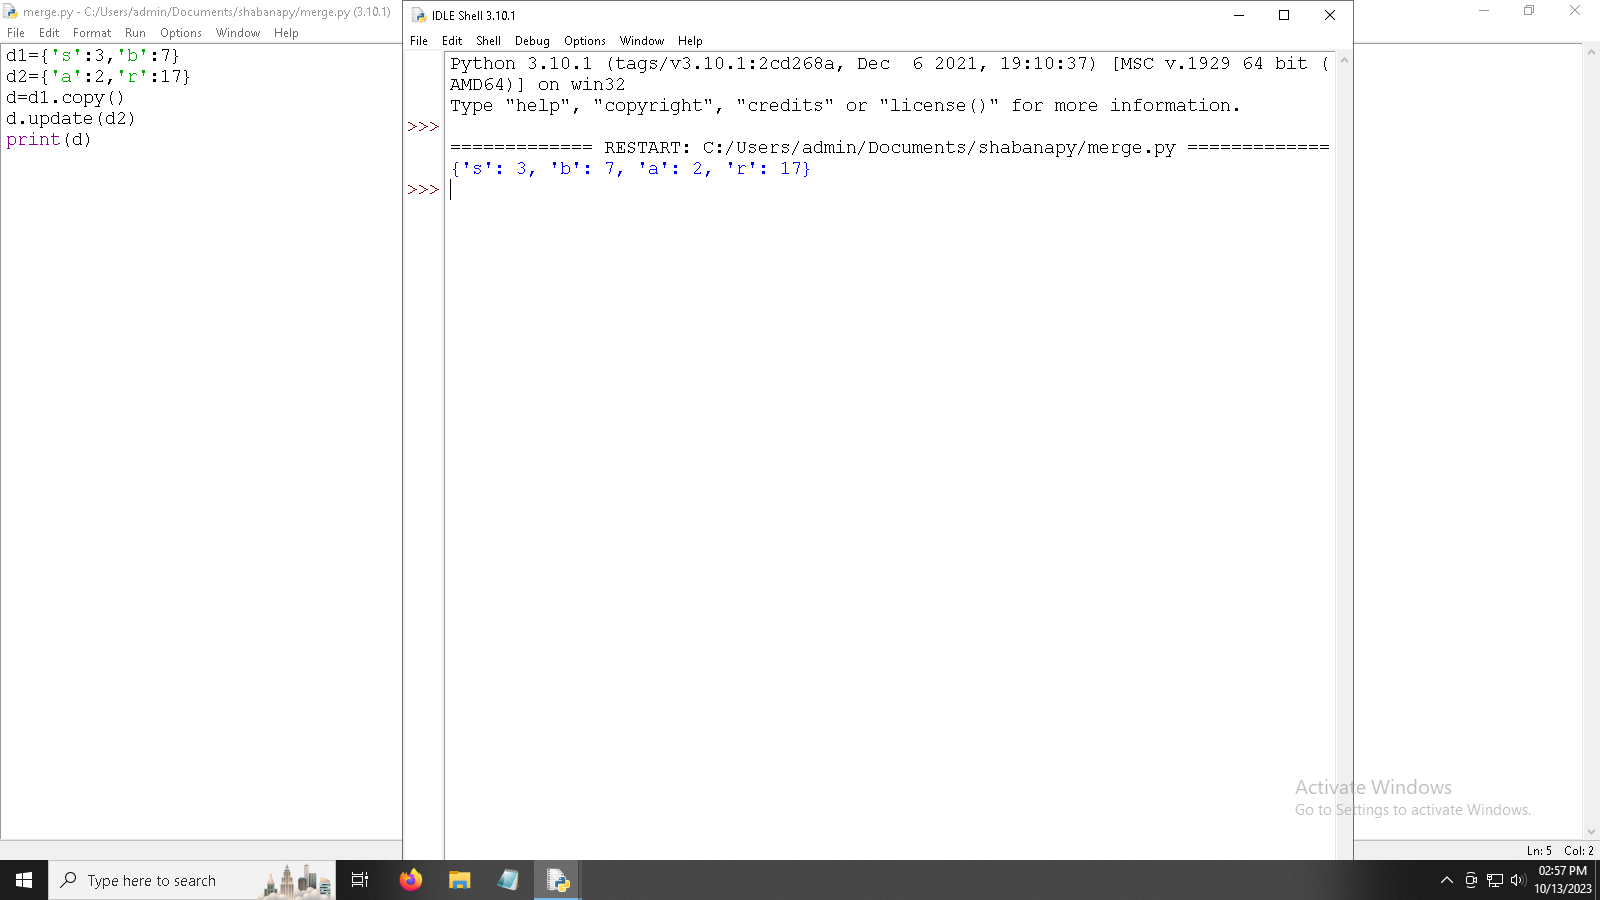 merge.py - C:/Users/admin/Documents/shabanapy/merge.py (3.10.1)
File Edit Format Run Options Window Help
d1={'s':3,'b':7}
d2={'a':2,'r':17}
d=d1.copy()
d.update(d2)
print(d)
IDLE Shell 3.10.1
File Edit Shell Debug Options Window Help
Python 3.10.1 (tags/v3.10.1:2cd268a, Dec  6 2021, 19:10:37) [MSC v.1929 64 bit (
AMD64)] on win32
Type "help", "copyright", "credits" or "license()" for more information.
>>>
============= RESTART: C:/Users/admin/Documents/shabanapy/merge.py =============
{'s': 3, 'b': 7, 'a': 2, 'r': 17}
>>>
Activate Windows
Go to Settings to activate Windows.
Ln: 5 Col: 2
Type here to search
02:57 PM
10/13/2023